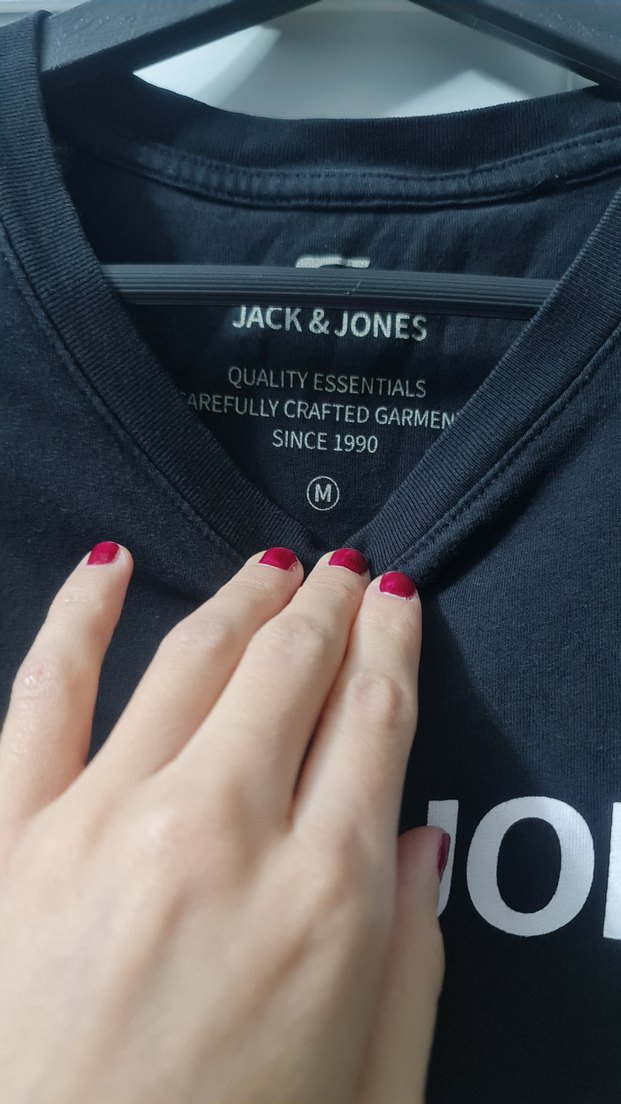 JACK & JONES
QUALITY ESSENTIALS
AREFULLY CRAFTED GARMEN
SINCE 1990
M
JO